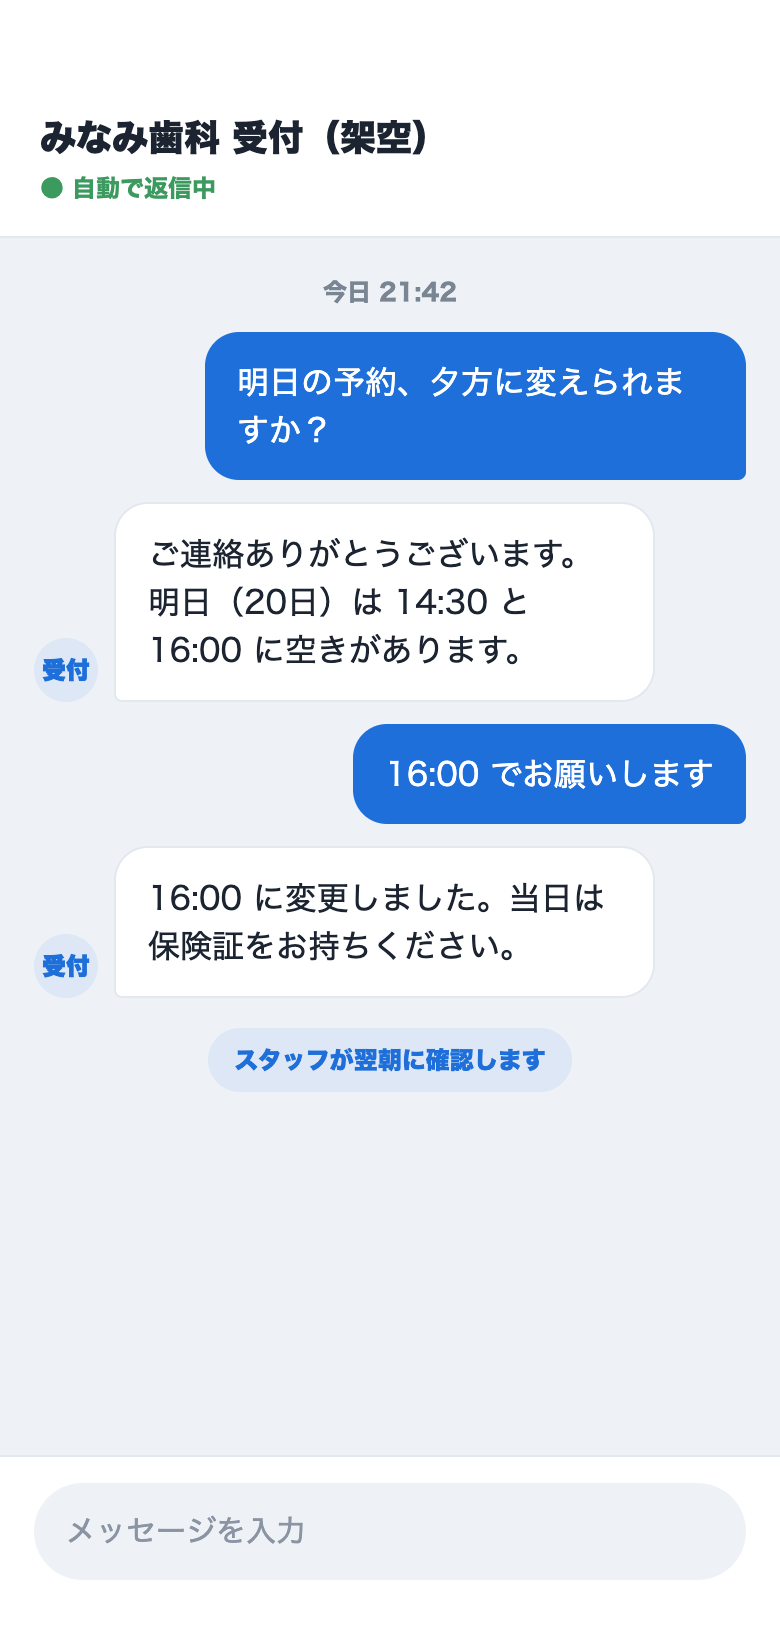 みなみ歯科 受付（架空）
● 自動で返信中
今日 21:42
明日の予約、夕方に変えられま
すか？
ご連絡ありがとうございます。
明日（20日）は 14:30 と
16:00 に空きがあります。
受付
16:00 でお願いします
16:00 に変更しました。当日は
保険証をお持ちください。
受付
スタッフが翌朝に確認します
メッセージを入力